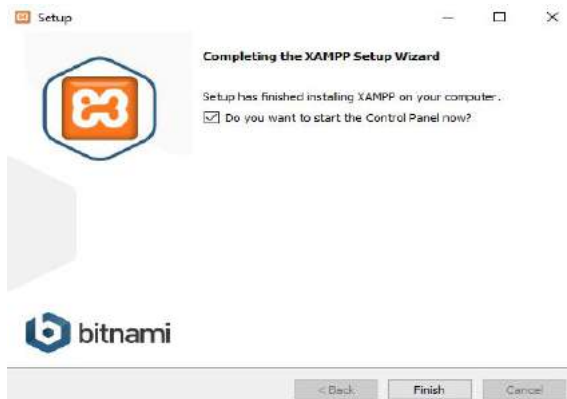 Setup
Completing the XAMPP Setup Wizard
Setup has finished installing XAMPP on your computer.
Do you want to start the Control Panel now?
bitnami
< Back
Finish
Cancel